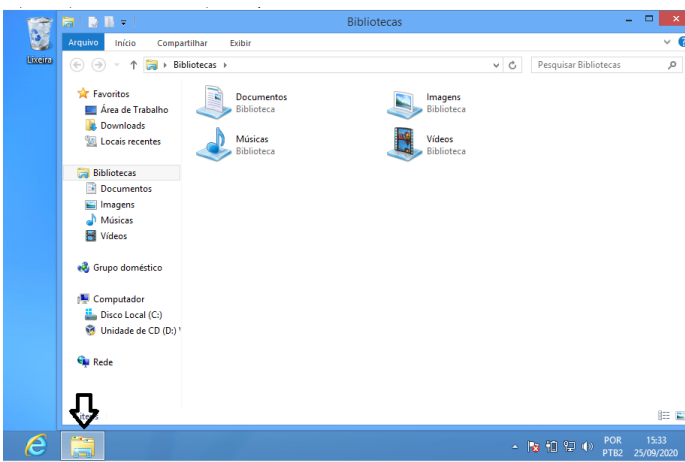 Bibliotecas
Arquivo Início Compartilhar Exibir
Bibliotecas
Pesquisar Bibliotecas
Lixeira
Favoritos
Área de Trabalho
Downloads
Locais recentes
Bibliotecas
Documentos
Imagens
Músicas
Vídeos
Grupo doméstico
Computador
Disco Local (C:)
Unidade de CD (D:)
Rede
Documentos
Biblioteca
Imagens
Biblioteca
Músicas
Biblioteca
Vídeos
Biblioteca
POR 15:33
PTB2 25/09/2020